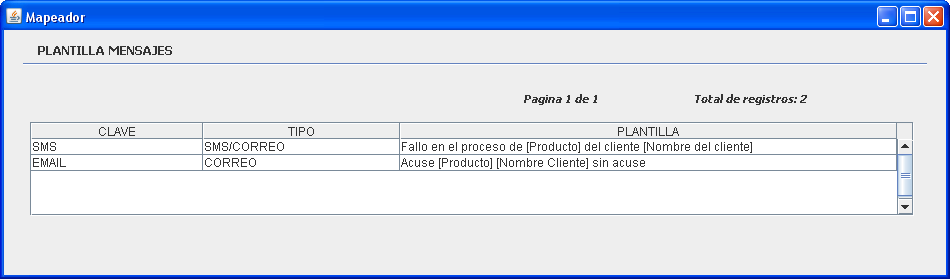 Mapeador
PLANTILLA MENSAJES
Pagina 1 de 1 Total de registros: 2
CLAVE TIPO PLANTILLA
SMS SMS/CORREO Fallo en el proceso de [Producto] del cliente [Nombre del cliente]
EMAIL CORREO Acuse [Producto] [Nombre Cliente] sin acuse